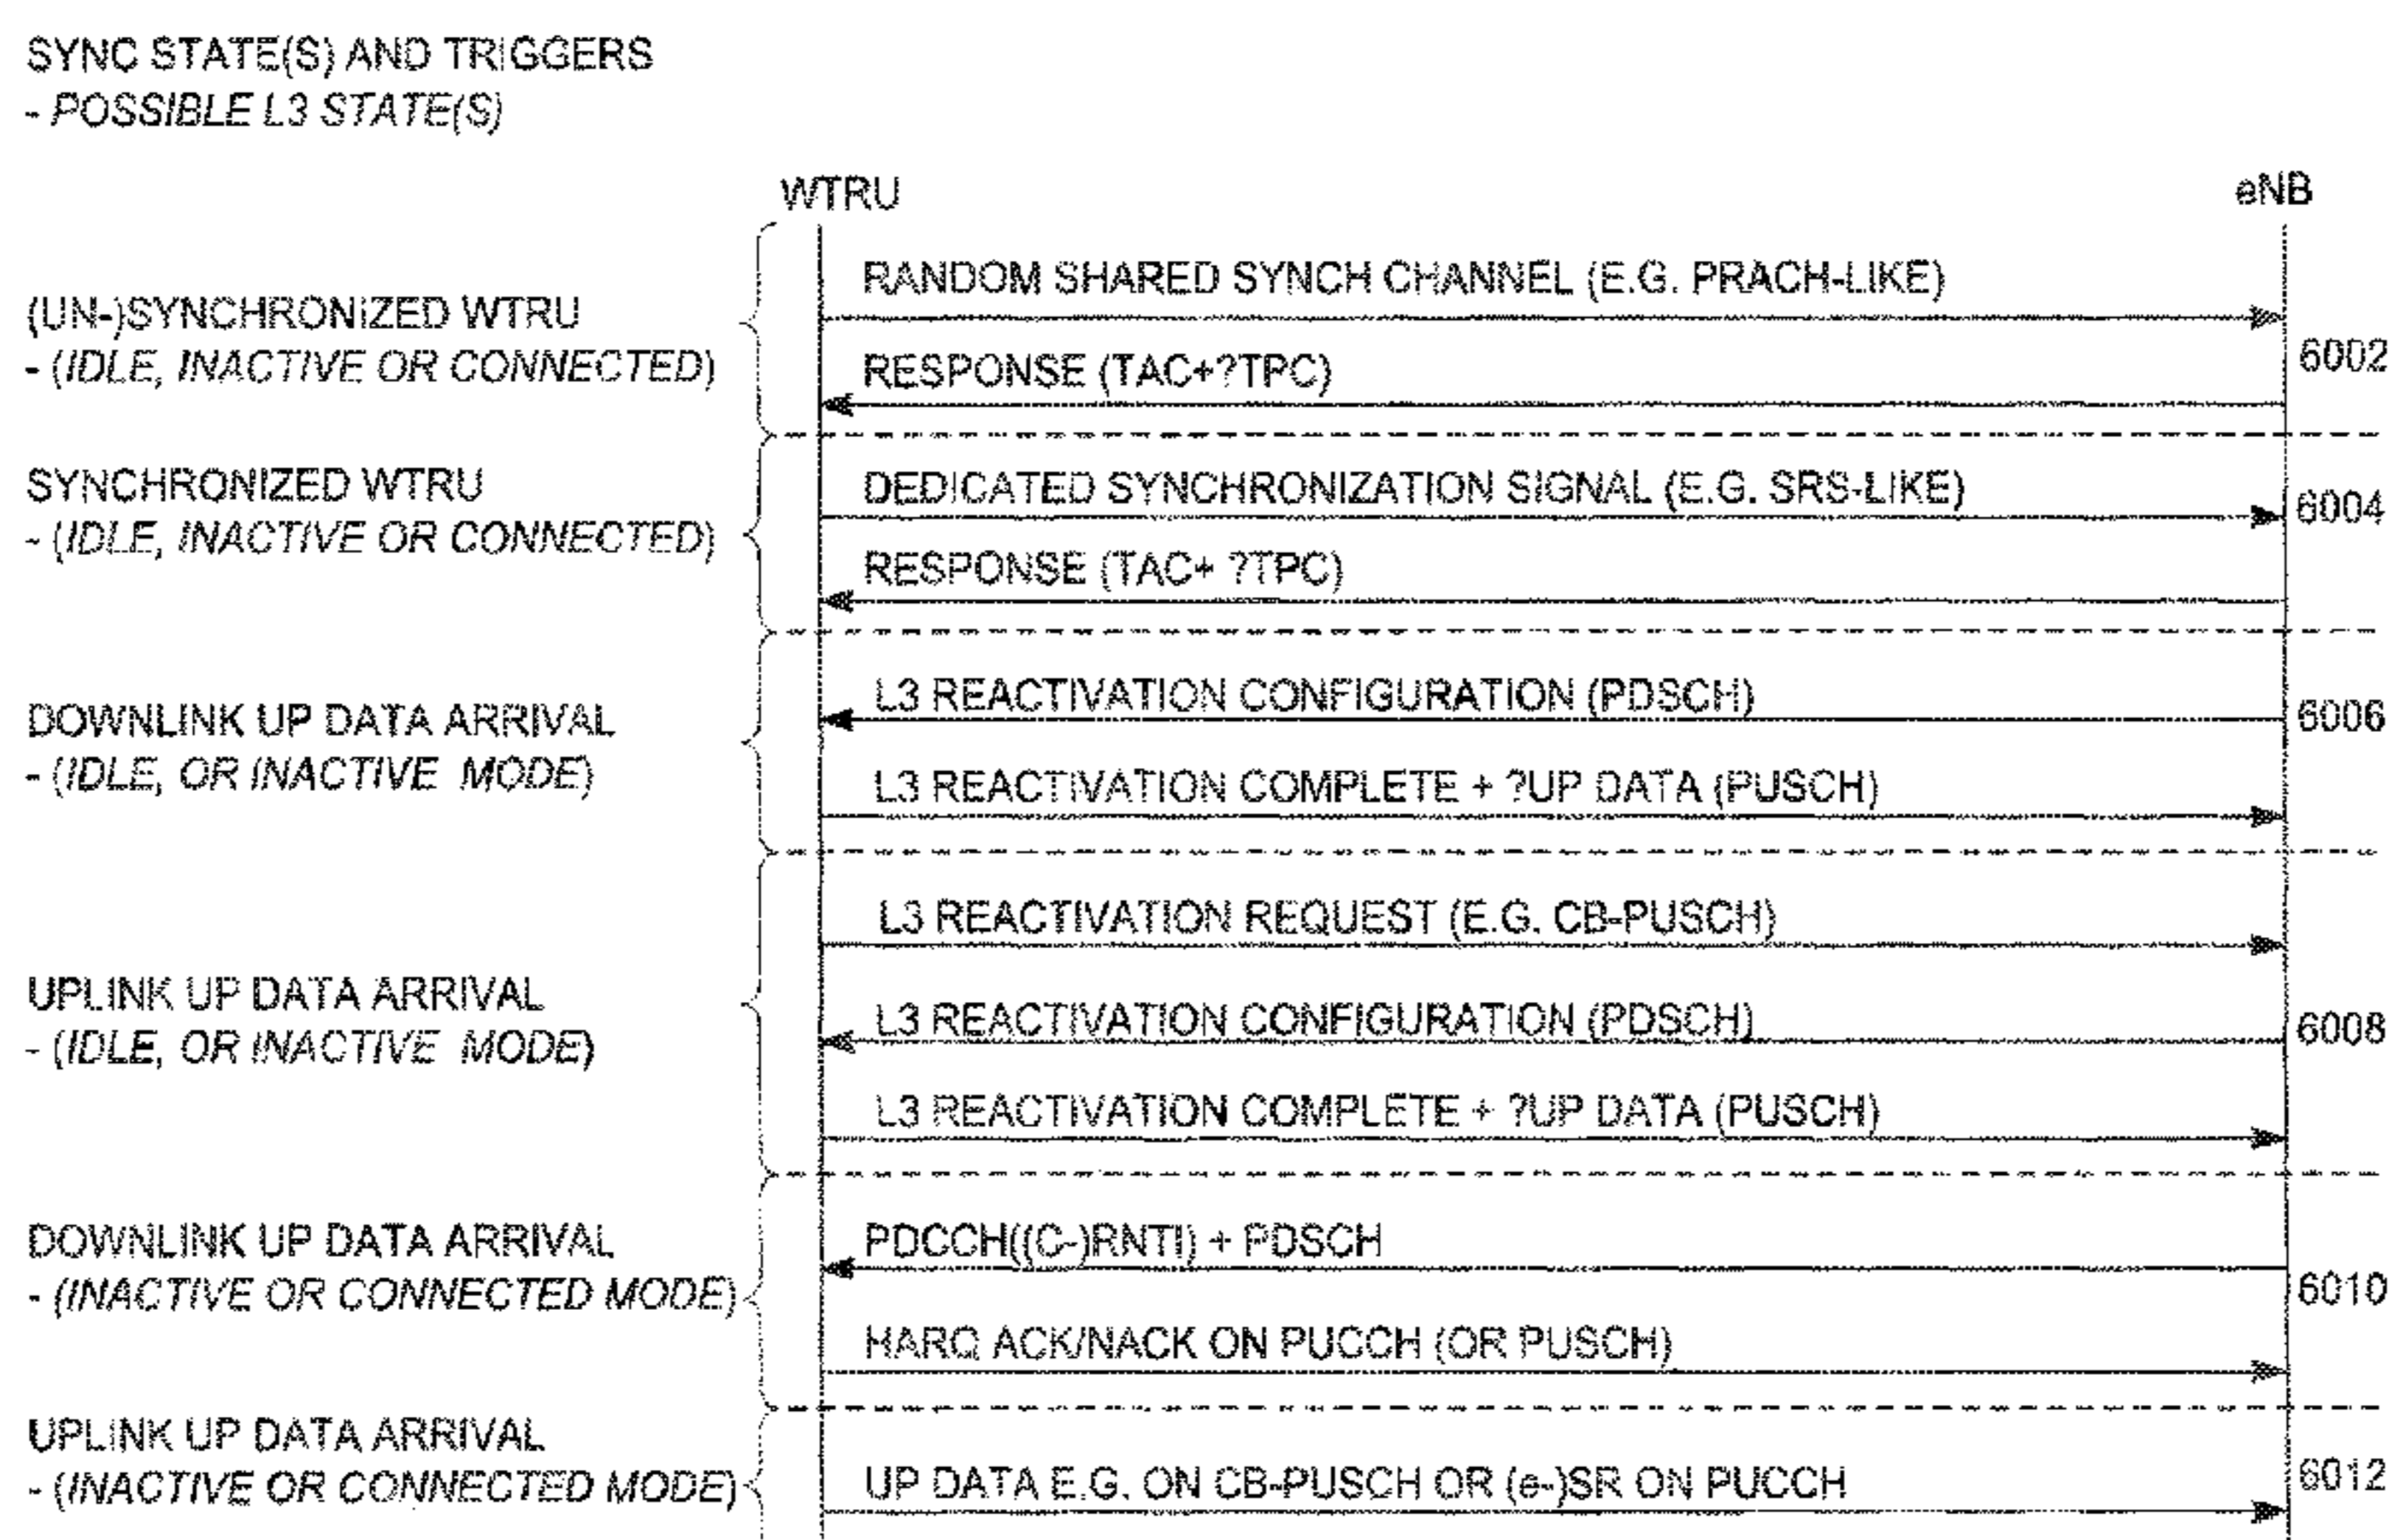 SYNC STATE(S) AND TRIGGERS
- POSSIBLE L3 STATE(S)
WTRU
eNB
RANDOM SHARED SYNCH CHANNEL (E.G. PRACH-LIKE)
(UN-)SYNCHRONIZED WTRU
- (IDLE, INACTIVE OR CONNECTED)
RESPONSE (TAC+?TPC)
6002
SYNCHRONIZED WTRU
- (IDLE, INACTIVE OR CONNECTED)
DEDICATED SYNCHRONIZATION SIGNAL (E.G. SRS-LIKE)
6004
RESPONSE (TAC+ ?TPC)
DOWNLINK UP DATA ARRIVAL
- (IDLE, OR INACTIVE MODE)
L3 REACTIVATION CONFIGURATION (PDSCH)
6006
L3 REACTIVATION COMPLETE + ?UP DATA (PUSCH)
L3 REACTIVATION REQUEST (E.G. CB-PUSCH)
UPLINK UP DATA ARRIVAL
- (IDLE, OR INACTIVE MODE)
L3 REACTIVATION CONFIGURATION (PDSCH)
6008
L3 REACTIVATION COMPLETE + ?UP DATA (PUSCH)
DOWNLINK UP DATA ARRIVAL
- (INACTIVE OR CONNECTED MODE)
PDCCH((C-)RNTI) + PDSCH
6010
HARQ ACK/NACK ON PUCCH (OR PUSCH)
UPLINK UP DATA ARRIVAL
- (INACTIVE OR CONNECTED MODE)
UP DATA E.G. ON CB-PUSCH OR (e-)SR ON PUCCH
6012